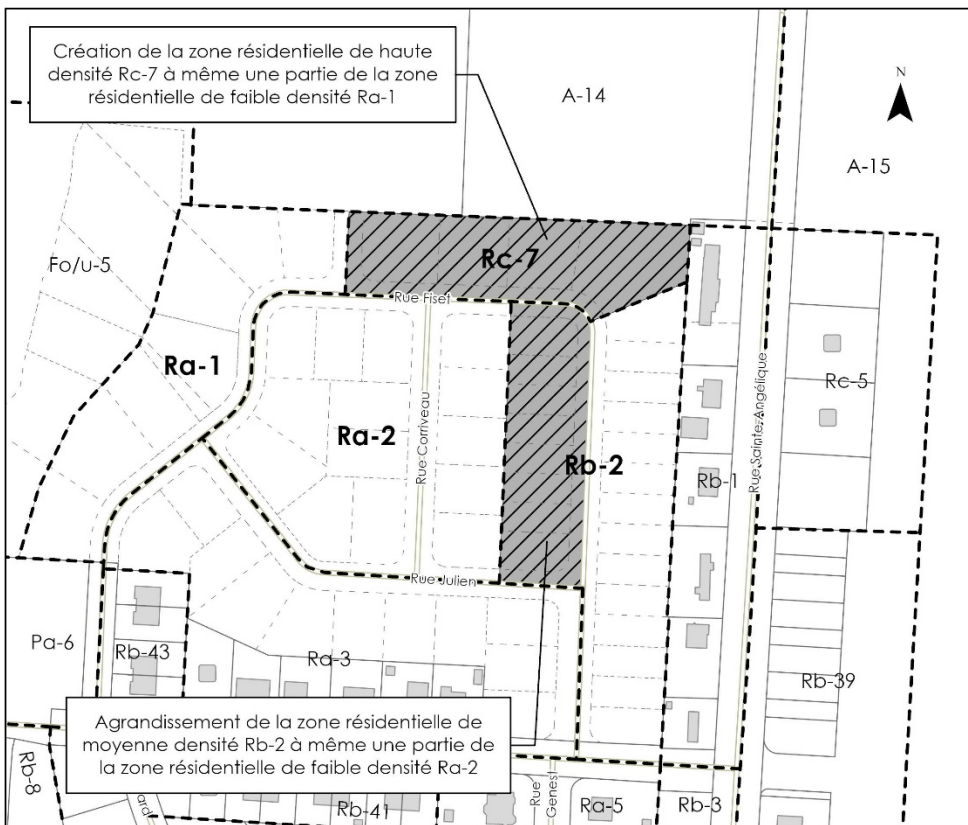 Création de la zone résidentielle de haute
densité Rc-7 à même une partie de la zone
résidentielle de faible densité Ra-1
A-14
N
A-15
Fo/u-5
Rc-7
Rue Fiset
Ra-1
Rue Corriveau
Ra-2
Rb-2
Rue Sainte-Angélique
Rc-5
Rb-1
Rue Julien
Pa-6
Rb-43
Ra-3
Rb-39
Agrandissement de la zone résidentielle de
moyenne densité Rb-2 à même une partie de
la zone résidentielle de faible densité Ra-2
Rb-8
ard
Rb-41
Rue
Genest
Ra-5
Rb-3